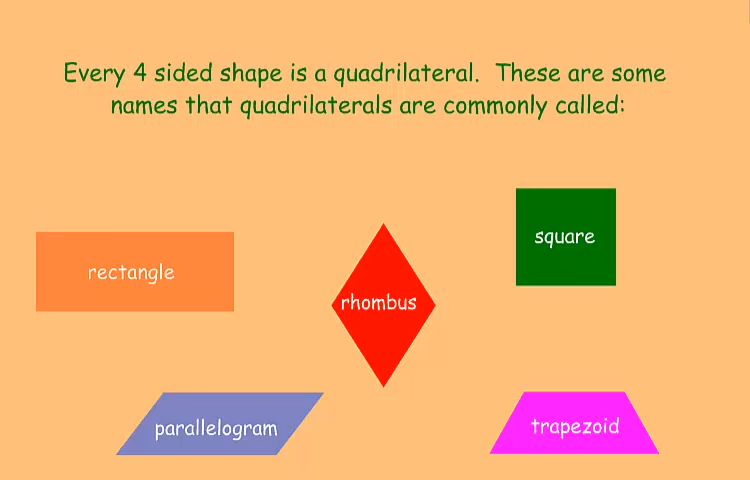 Every 4 sided shape is a quadrilateral.  These are some
names that quadrilaterals are commonly called:
square
rectangle
rhombus
parallelogram
trapezoid